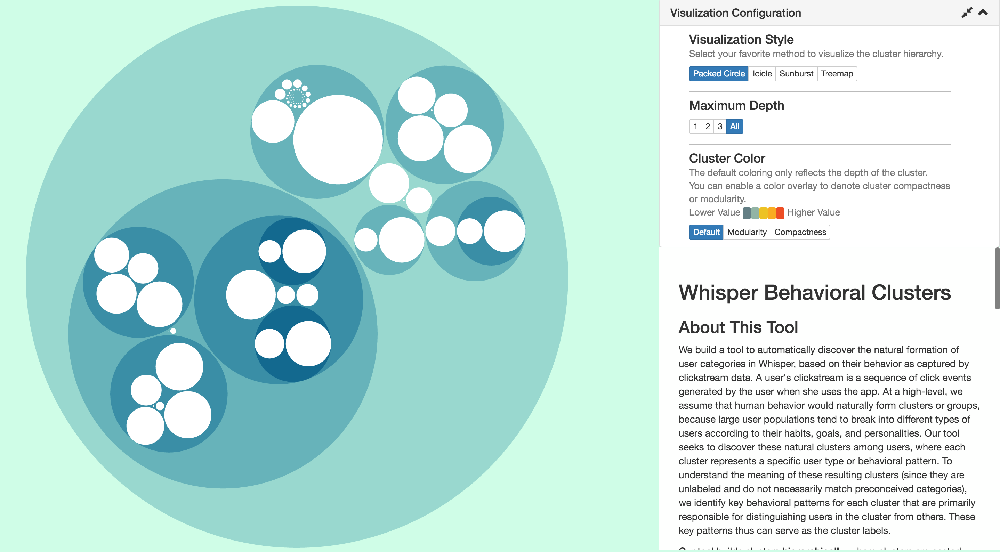 Visulization Configuration
Visualization Style
Select your favorite method to visualize the cluster hierarchy.
Packed Circle Icicle Sunburst Treemap
Maximum Depth
1 2 3 All
Cluster Color
The default coloring only reflects the depth of the cluster.
You can enable a color overlay to denote cluster compactness
or modularity.
Lower Value Higher Value
Default Modularity Compactness
Whisper Behavioral Clusters
About This Tool
We build a tool to automatically discover the natural formation of
user categories in Whisper, based on their behavior as captured by
clickstream data. A user's clickstream is a sequence of click events
generated by the user when she uses the app. At a high-level, we
assume that human behavior would naturally form clusters or groups,
because large user populations tend to break into different types of
users according to their habits, goals, and personalities. Our tool
seeks to discover these natural clusters among users, where each
cluster represents a specific user type or behavioral pattern. To
understand the meaning of these resulting clusters (since they are
unlabeled and do not necessarily match preconceived categories),
we identify key behavioral patterns for each cluster that are primarily
responsible for distinguishing users in the cluster from others. These
key patterns thus can serve as the cluster labels.
Our tool builds clusters hierarchically, where clusters are nested